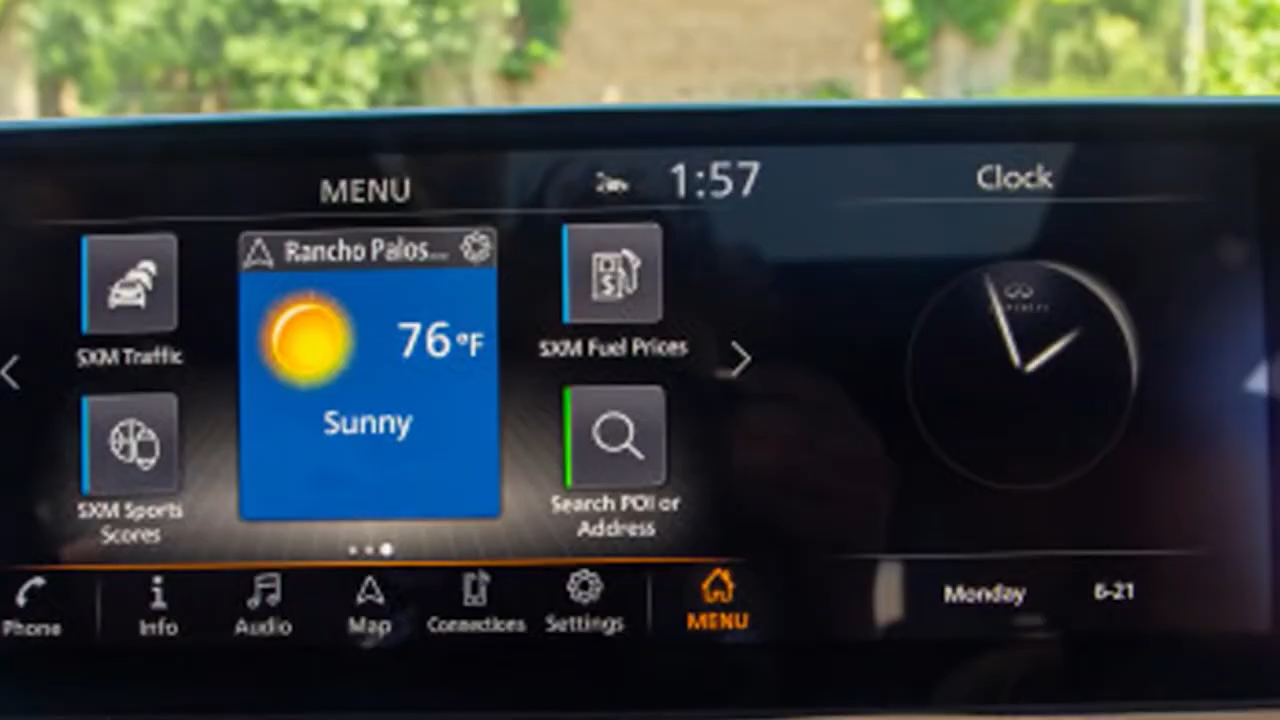 MENU
1:57
Clock
Rancho Palos...
SXM Traffic
76°F
Sunny
SXM Fuel Prices
SXM Sports
Scores
Search POI or
Address
Phone
Info
Audio
Map
Connections
Settings
MENU
Monday
6-21